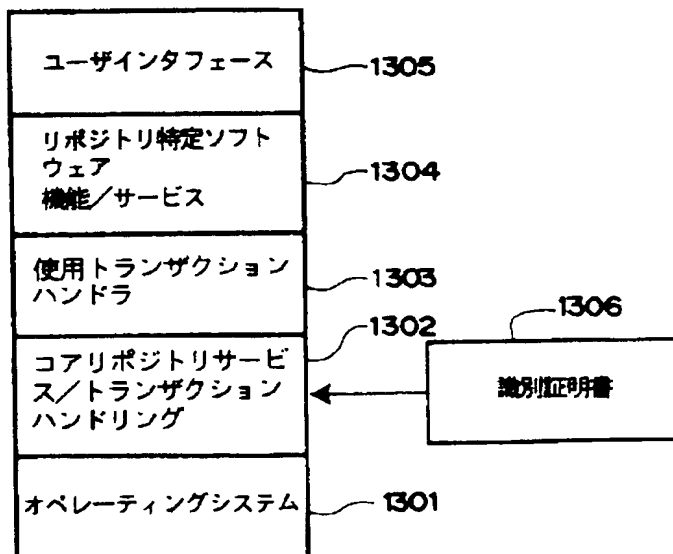 ユーザインタフェース
1305
リポジトリ特定ソフト
ウェア
機能／サービス
1304
使用トランザクション
ハンドラ
1303
1302
コアリポジトリサービ
ス／トランザクション
ハンドリング
1306
識別証明書
オペレーティングシステム
1301